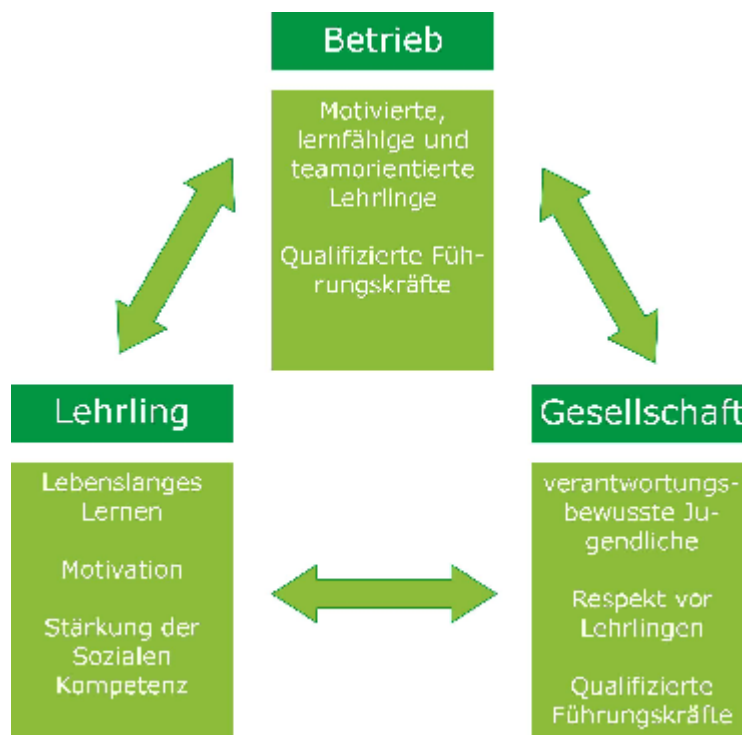 Betrieb
Motivierte,
lernfähige und
teamorientierte
Lehrlinge
Qualifizierte Füh-
rungskräfte
Lehrling
Lebenslanges
Lernen
Motivation
Stärkung der
Sozialen
Kompetenz
Gesellschaft
verantwortungs-
bewusste Ju-
gendliche
Respekt vor
Lehrlingen
Qualifizierte
Führungskräfte